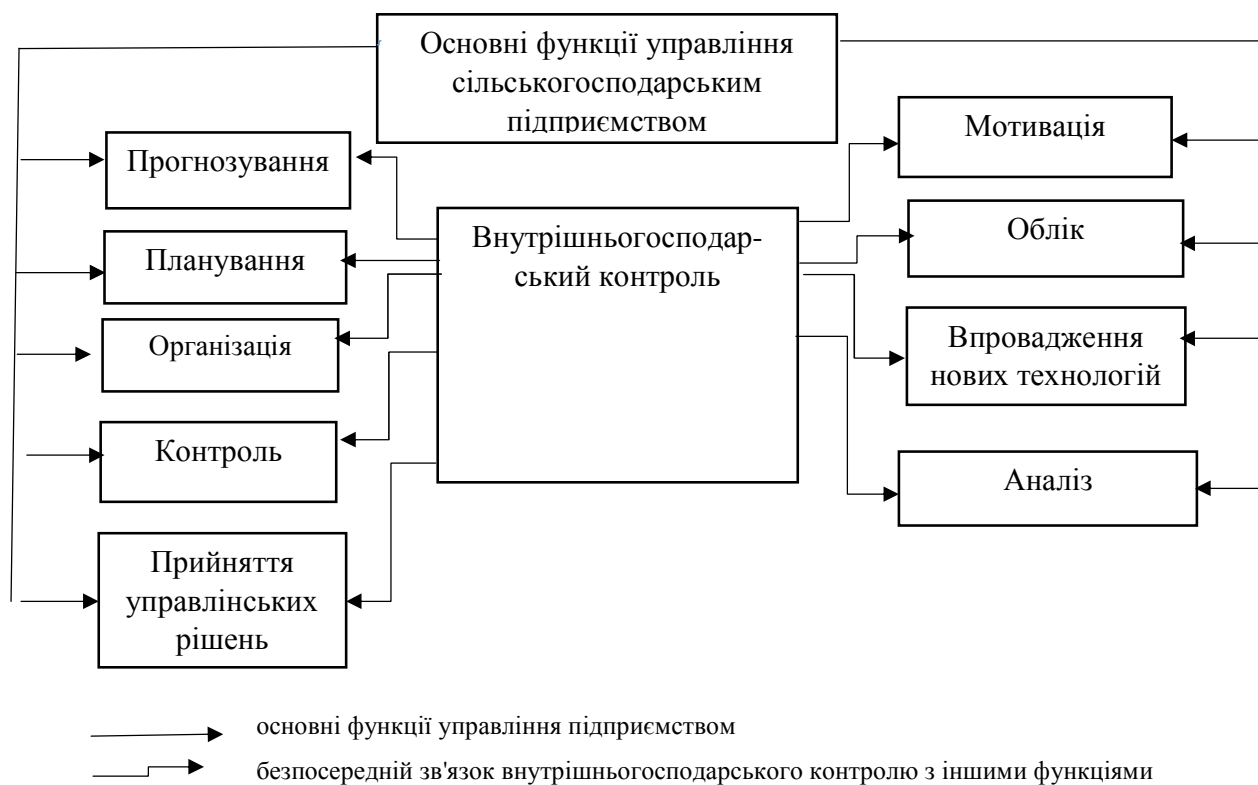 Основні функції управління
сільськогосподарським
підприємством
Прогнозування
Планування
Організація
Контроль
Прийняття
управлінських
рішень
Внутрішньогосподар-
ський контроль
Мотивація
Облік
Впровадження
нових технологій
Аналіз
основні функції управління підприємством
безпосередній зв'язок внутрішньогосподарського контролю з іншими функціями